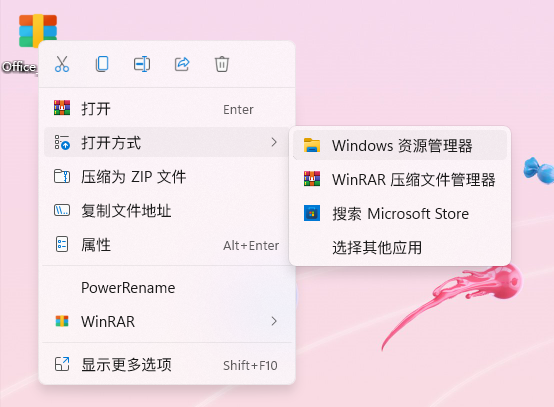 Office_
打开 Enter
打开方式
压缩为 ZIP 文件
复制文件地址
属性 Alt+Enter
PowerRename
WinRAR
显示更多选项 Shift+F10
Windows 资源管理器
WinRAR 压缩文件管理器
搜索 Microsoft Store
选择其他应用